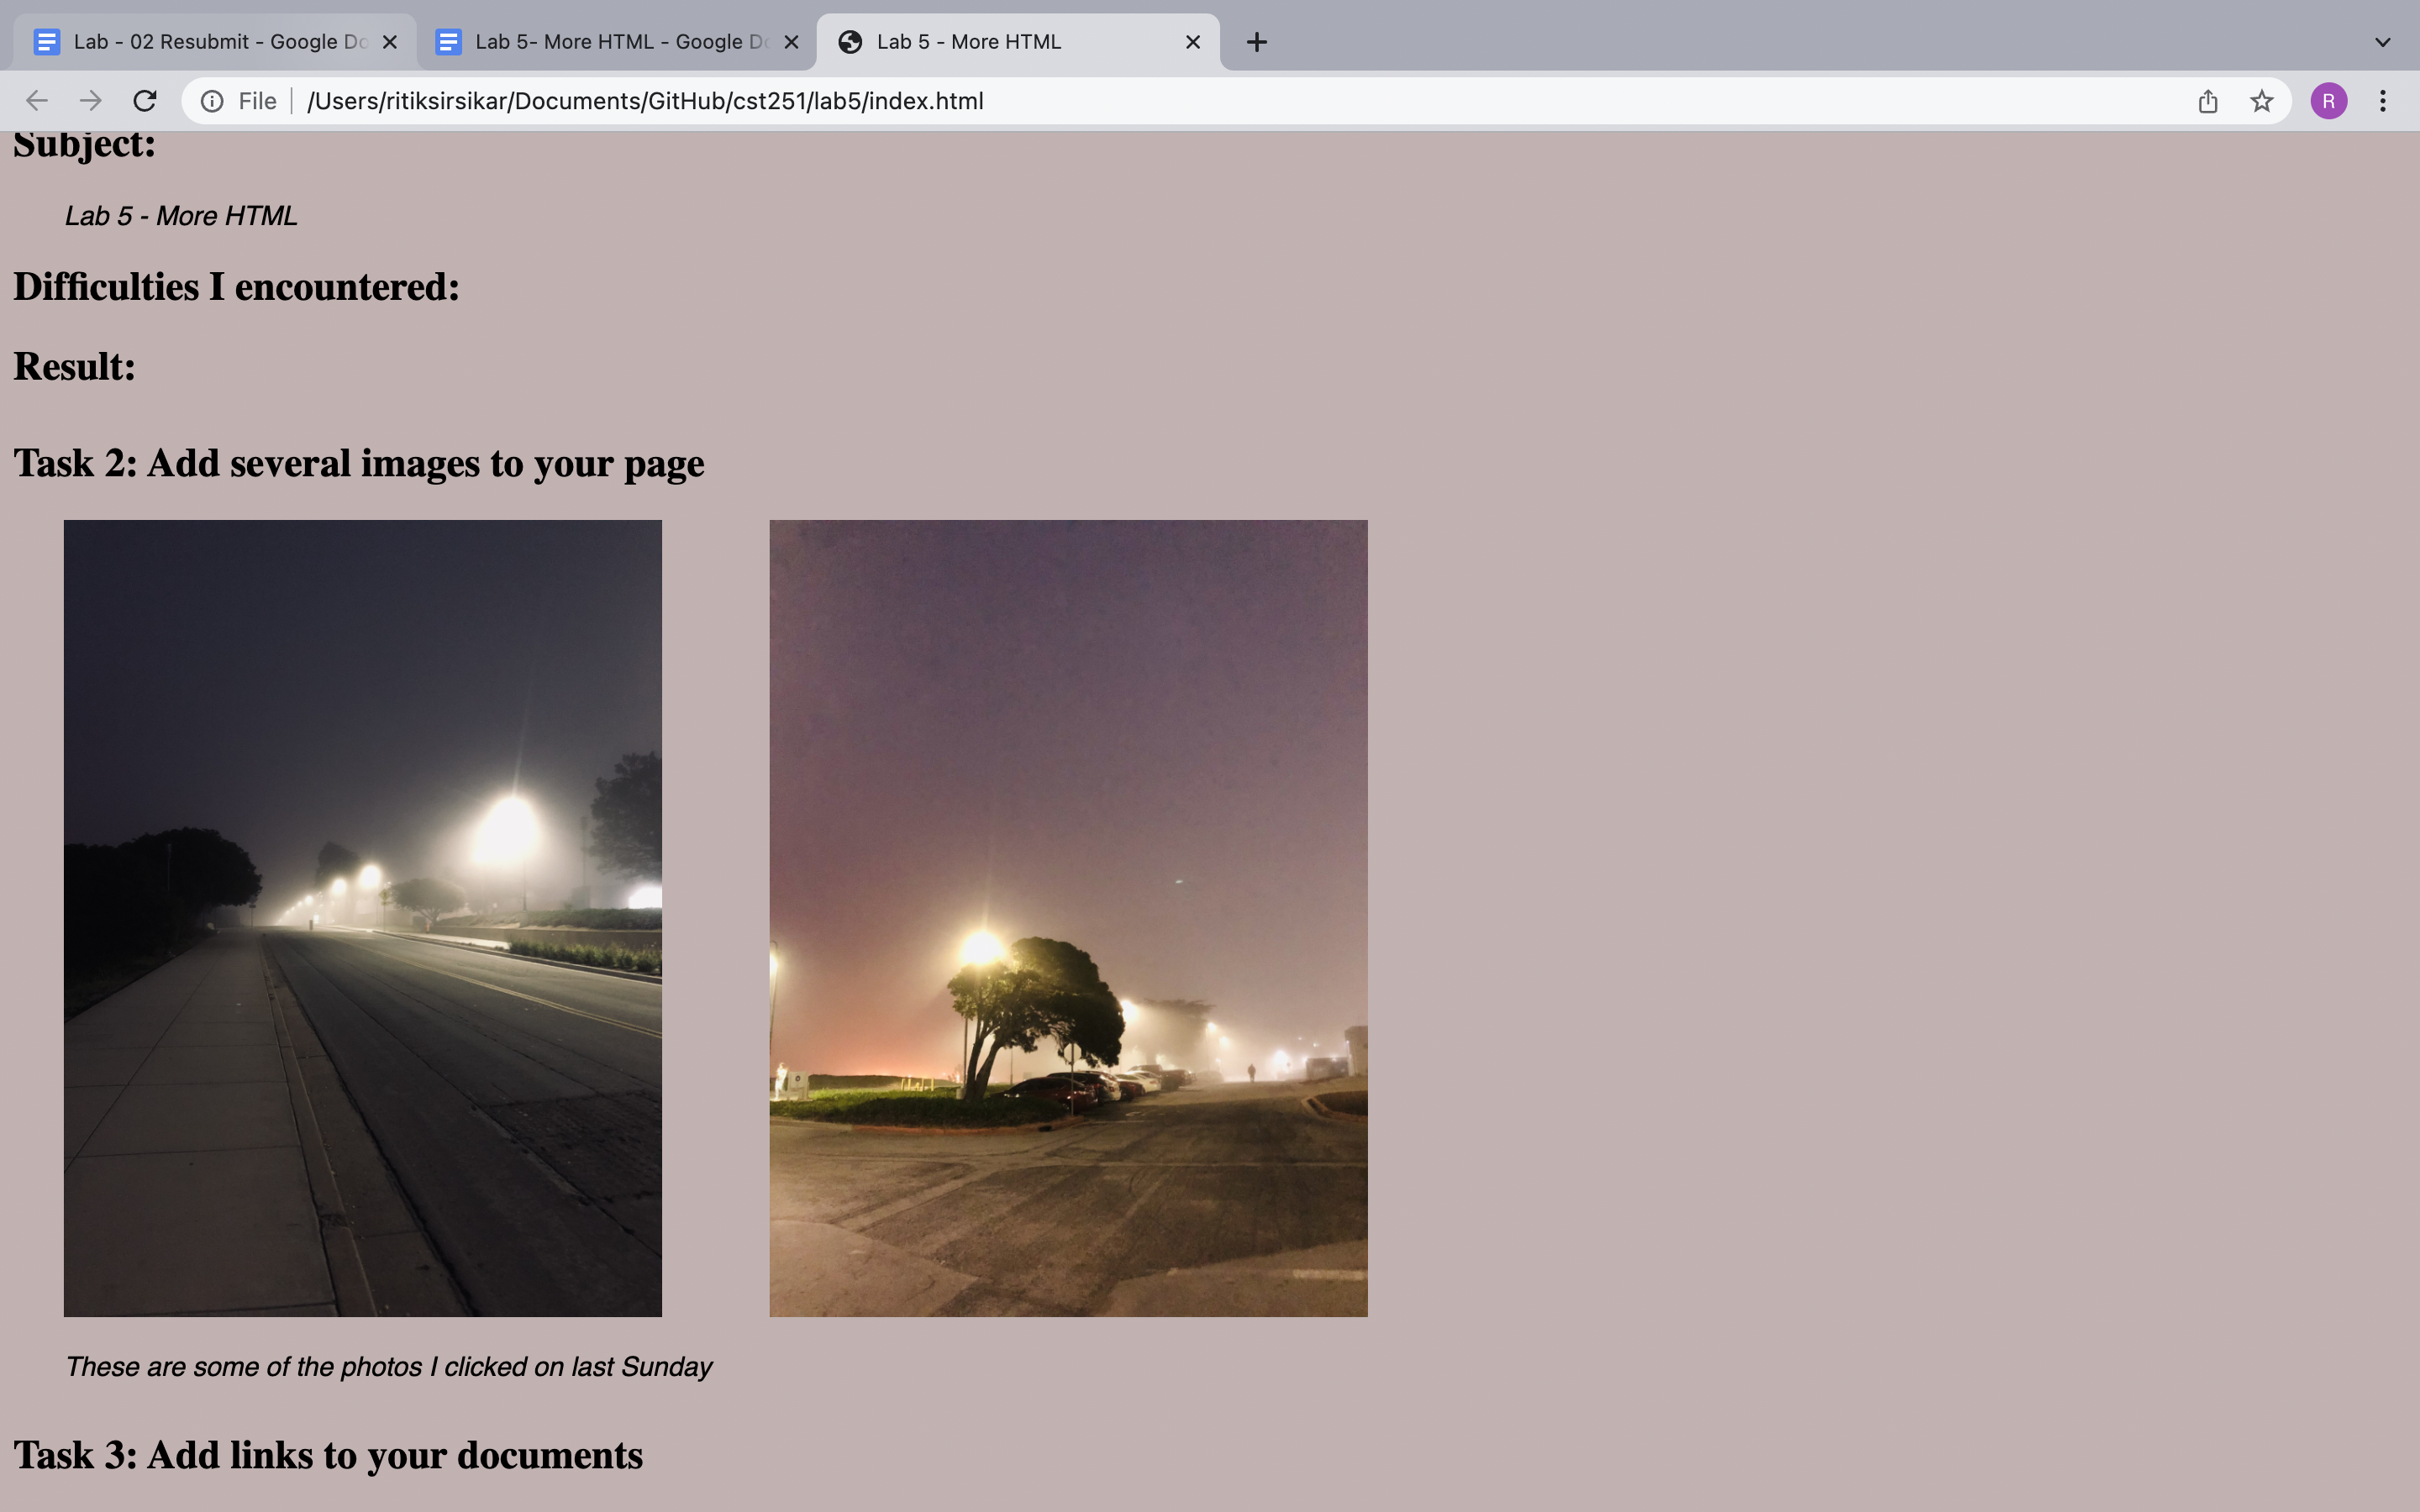 Lab - 02 Resubmit - Google Do
Lab 5- More HTML - Google Do
Lab 5 - More HTML
File
/Users/ritiksirsikar/Documents/GitHub/cst251/lab5/index.html
R
Subject:
Lab 5 - More HTML
Difficulties I encountered:
Result:
Task 2: Add several images to your page
These are some of the photos I clicked on last Sunday
Task 3: Add links to your documents